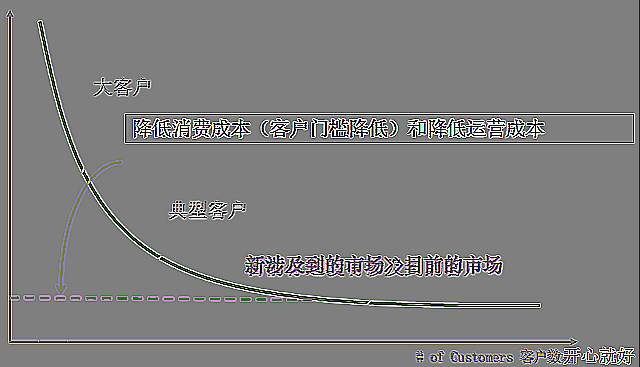 大客户
降低消费成本（客户门槛降低）和降低运营成本
典型客户
新涉及到的市场
目前的市场
# of Customers 客户数
开心就好